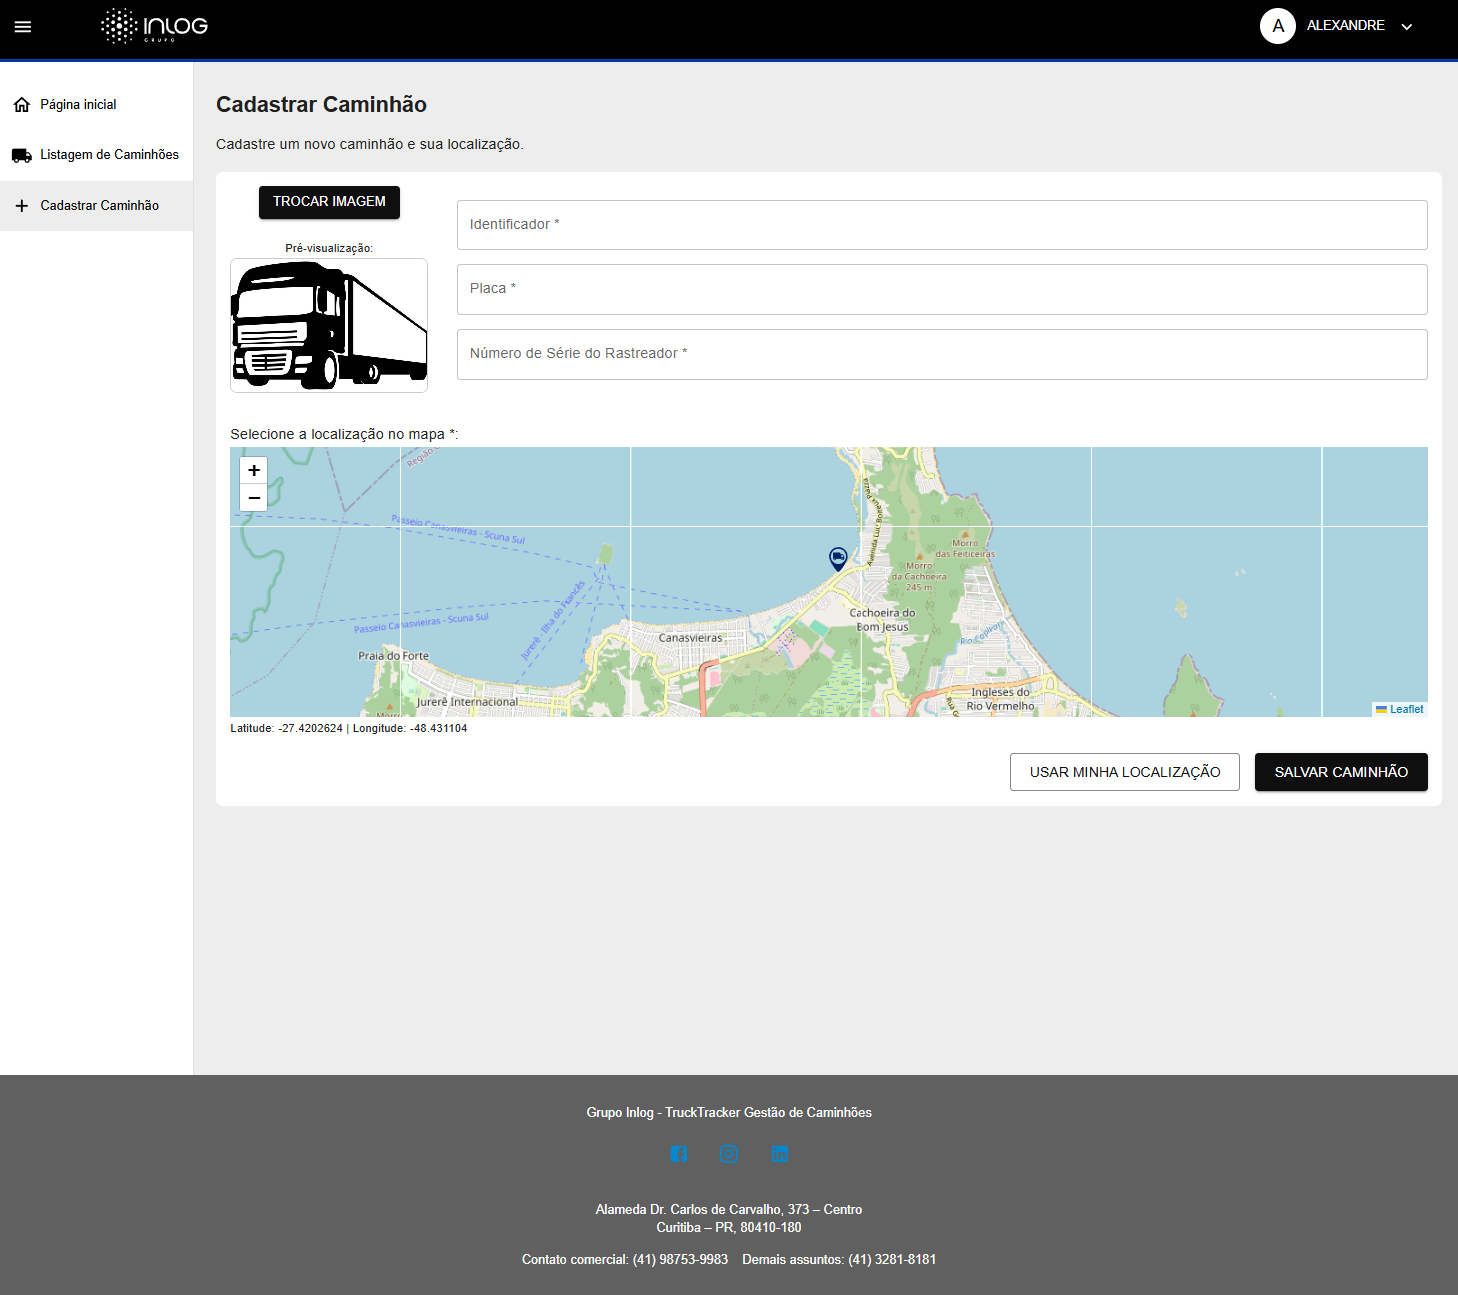 INLOG
GRUPO
A
ALEXANDRE
Página inicial
Listagem de Caminhões
Cadastrar Caminhão
Cadastrar Caminhão
Cadastre um novo caminhão e sua localização.
TROCAR IMAGEM
Pré-visualização:
Identificador *
Placa *
Número de Série do Rastreador *
Selecione a localização no mapa *:
+
−
Região
Passeio Canasvieiras - Scuna Sul
Passeio Canasvieiras - Scuna Sul
Jurerê - Ilha do Francês
Avenida Luiz Boite
Morro
das Feiticeiras
Morro
da Cachoeira
245 m
Cachoeira do
Bom Jesus
Rio Capivari
Canasvieiras
Praia do Forte
Jurerê Internacional
Morro
Ingleses do
Rio Vermelho
Leaflet
Latitude: -27.4202624 | Longitude: -48.431104
USAR MINHA LOCALIZAÇÃO
SALVAR CAMINHÃO
Grupo Inlog - TruckTracker Gestão de Caminhões
Alameda Dr. Carlos de Carvalho, 373 – Centro
Curitiba – PR, 80410-180
Contato comercial: (41) 98753-9983 Demais assuntos: (41) 3281-8181